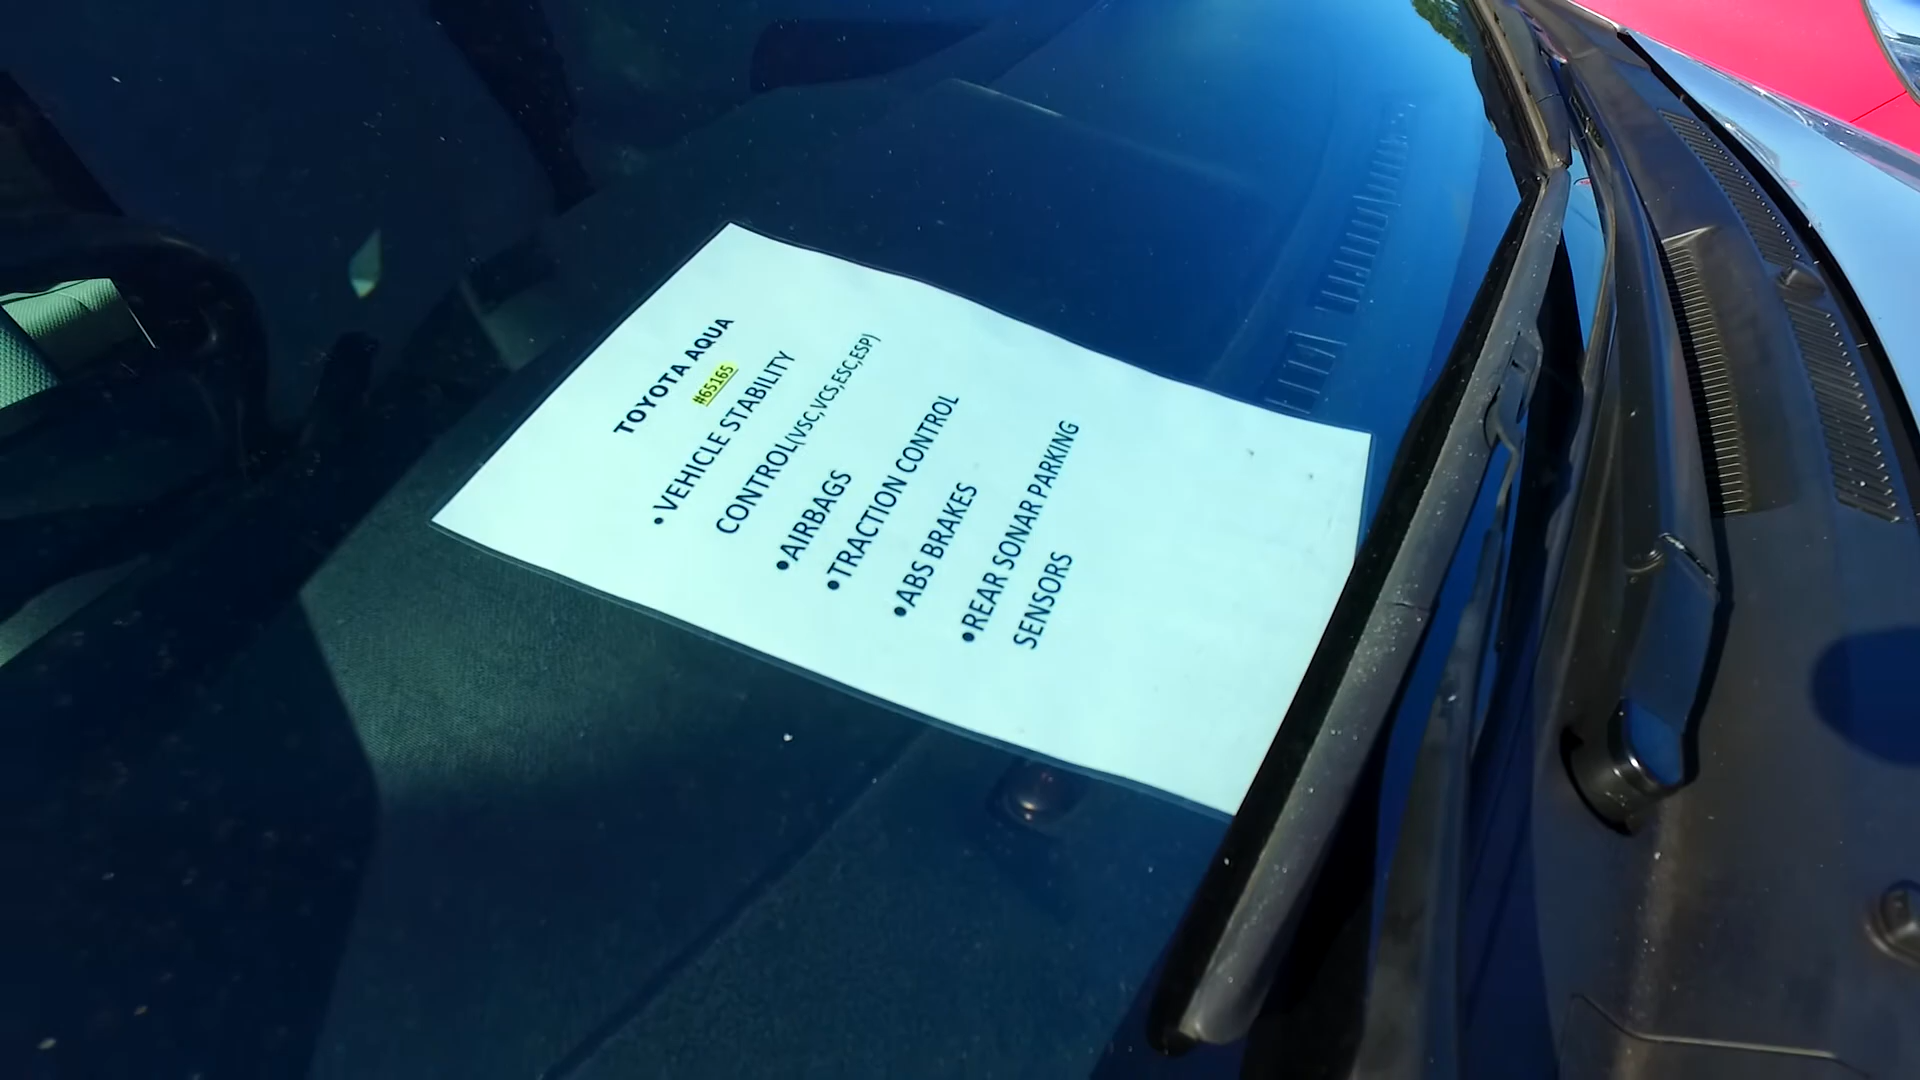 TOYOTA AQUA
#65165
• VEHICLE STABILITY
CONTROL(VSC,VCS,ESC,ESP)
• AIRBAGS
• TRACTION CONTROL
• ABS BRAKES
• REAR SONAR PARKING
SENSORS